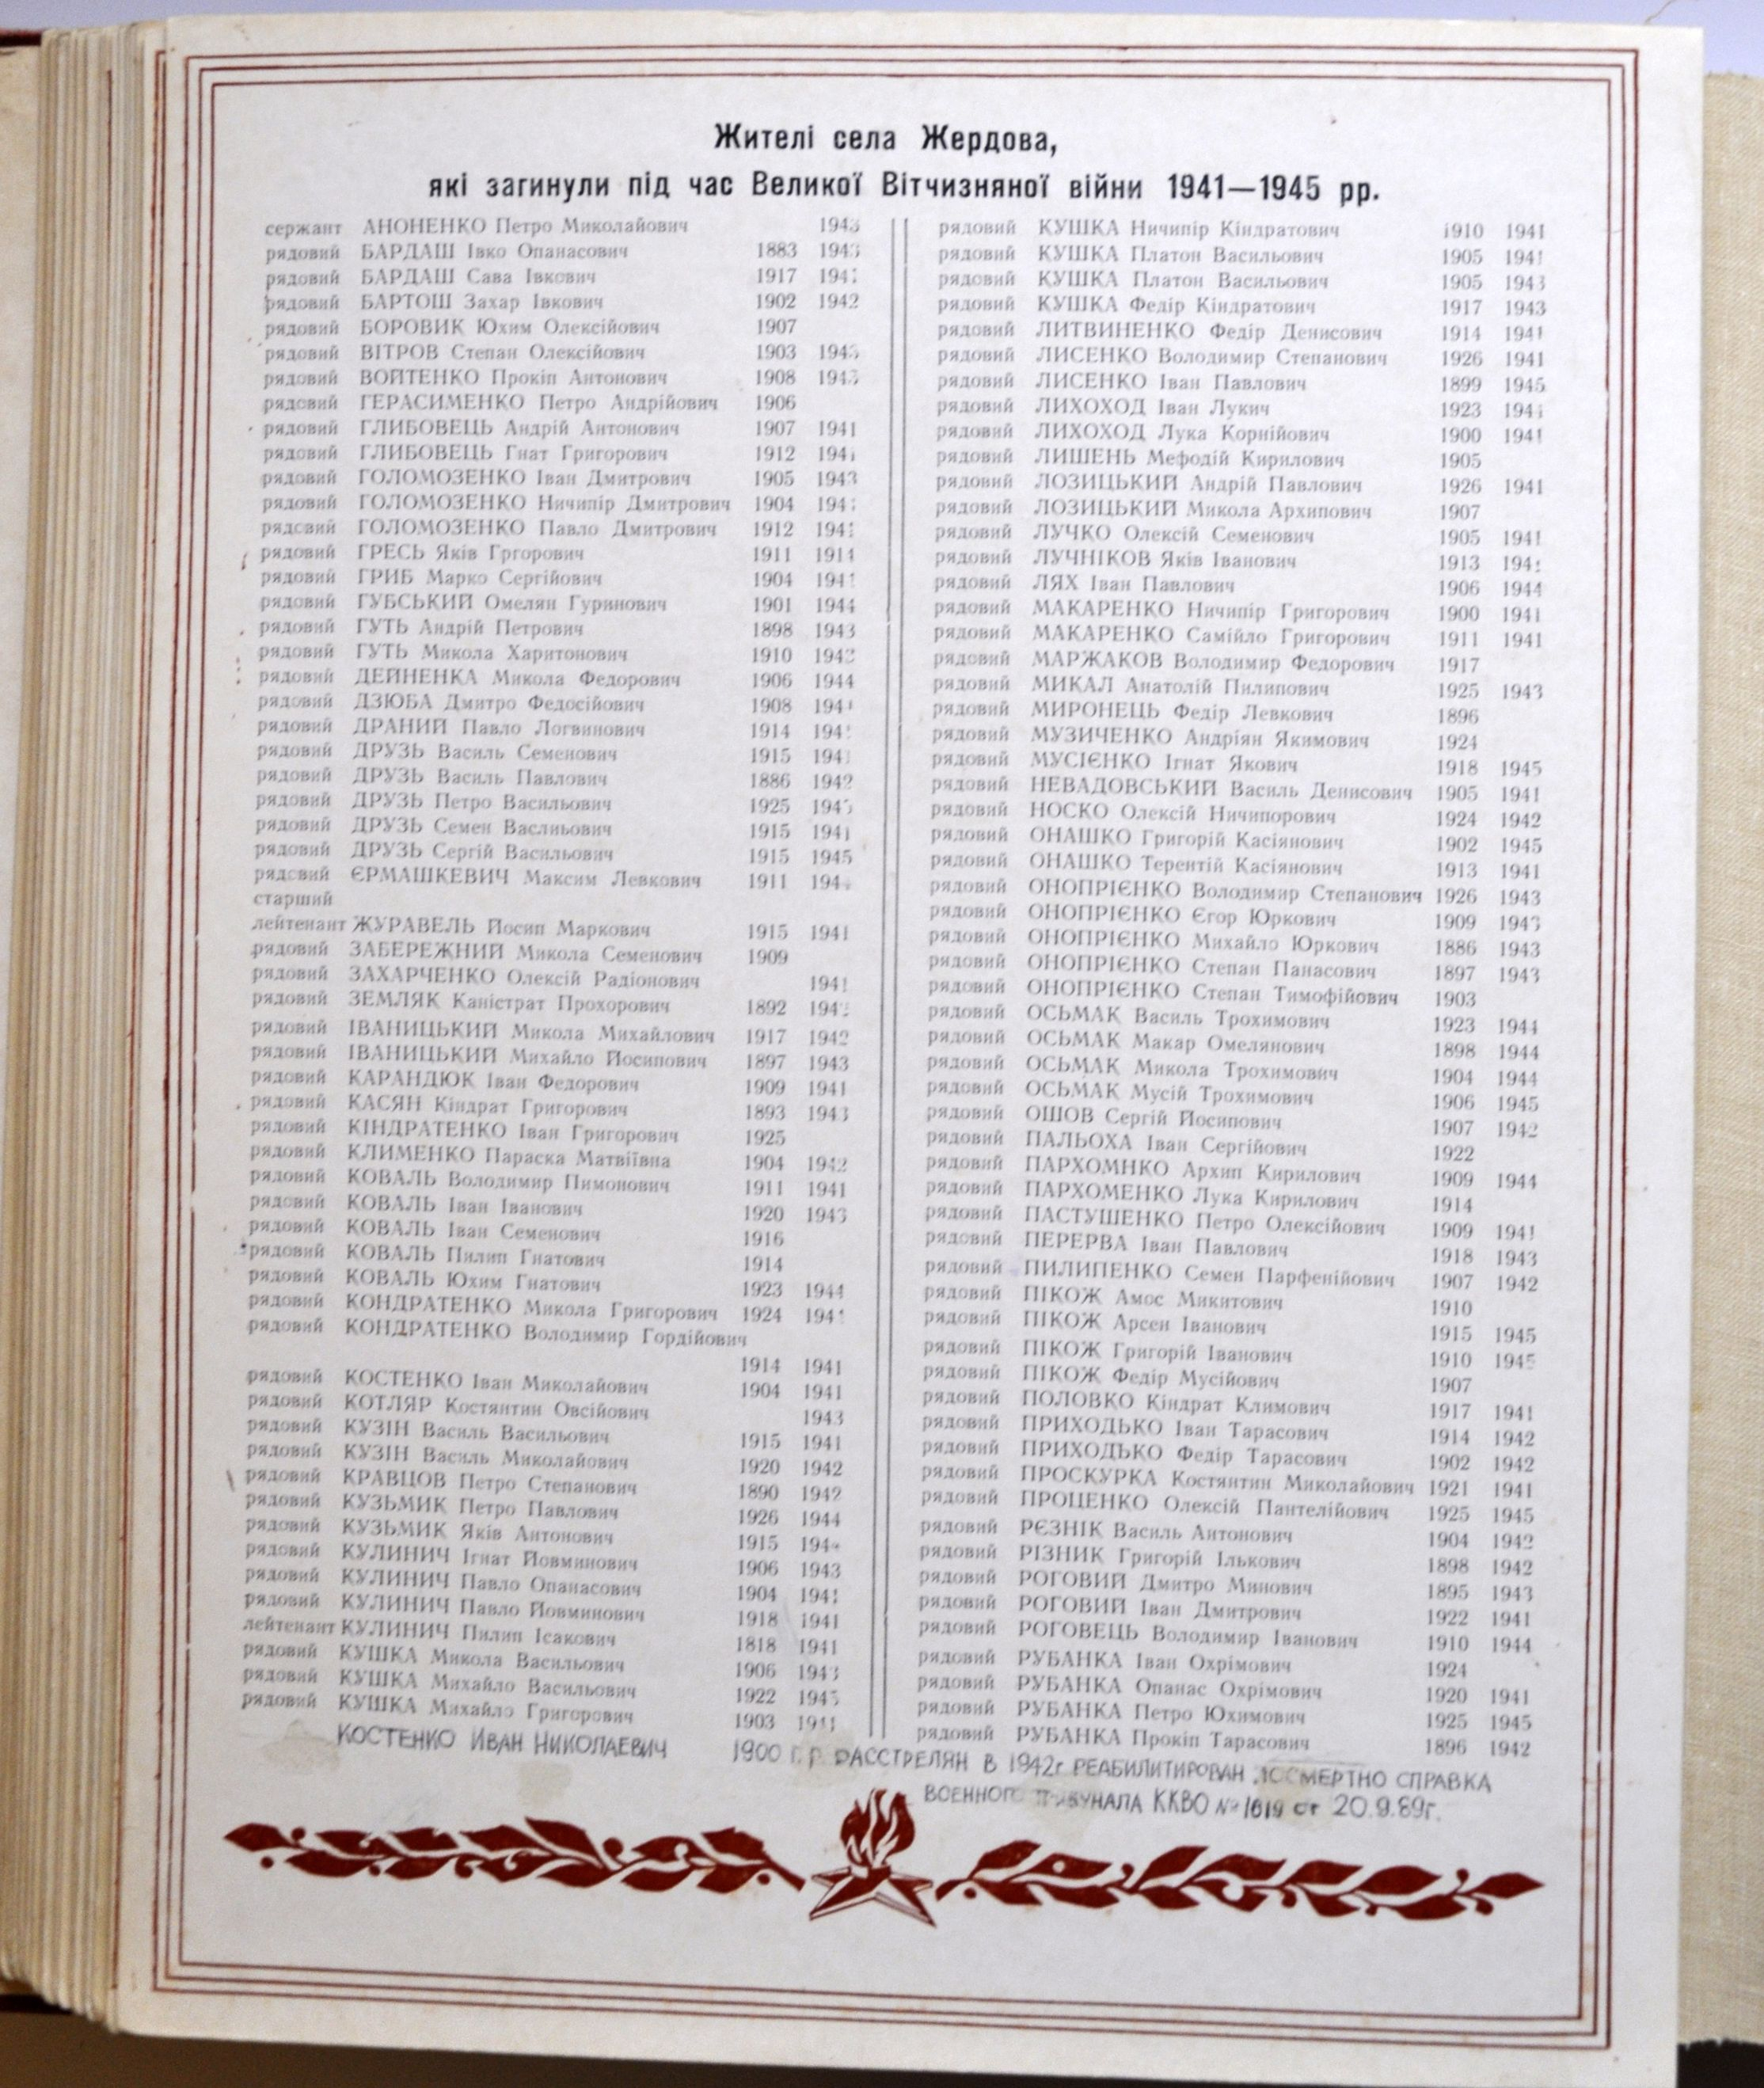 Жителі села Жердова,
які загинули під час Великої Вітчизняної війни 1941—1945 рр.
сержант АНОНЕНКО Петро Миколайович 1943
рядовий БАРДАШ Івко Опанасович 1883
рядовий БАРДАШ Сава Івкович 1917
рядовий БАРТОШ Захар Івкович 1902 1942
рядовий БОРОВИК Юхим Олексійович 1907
рядовий ВІТРОВ Степан Олексійович 1903
рядовий ВОЙТЕНКО Прокіп Антонович 1908 1943
рядовий ГЕРАСИМЕНКО Петро Андрійович 1906
рядовий ГЛИБОВЕЦЬ Андрій Антонович 1907 1941
рядовий ГЛИБОВЕЦЬ Гнат Григорович 1912
рядовий ГОЛОМОЗЕНКО Іван Дмитрович 1905 1943
рядовий ГОЛОМОЗЕНКО Ничипір Дмитрович 1904
рядовий ГОЛОМОЗЕНКО Павло Дмитрович 1912
рядовий ГРЕСЬ Яків Гргорович 1911 1914
рядовий ГРИБ Марко Сергійович 1904 1941
рядовий ГУБСЬКИЙ Омелян Гуринович 1901 1944
рядовий ГУТЬ Андрій Петрович 1898 1943
рядовий ГУТЬ Микола Харитонович 1910
рядовий ДЕЙНЕНКА Микола Федорович 1906 1944
рядовий ДЗЮБА Дмитро Федосійович 1908
рядовий ДРАНИЙ Павло Логвинович 1914
рядовий ДРУЗЬ Василь Семенович 1915
рядовий ДРУЗЬ Василь Павлович 1886 1942
рядовий ДРУЗЬ Петро Васильович 1925
рядовий ДРУЗЬ Семен Васлиьович 1915 1941
рядовий ДРУЗЬ Сергій Васильович 1915 1945
рядовий ЄРМАШКЕВИЧ Максим Левкович 1911
старший
лейтенант ЖУРАВЕЛЬ Йосип Маркович 1915 1941
рядовий ЗАБЕРЕЖНИЙ Микола Семенович 1909
рядовий ЗАХАРЧЕНКО Олексій Радіонович 1941
рядовий ЗЕМЛЯК Каністрат Прохорович 1892
рядовий ІВАНИЦЬКИЙ Микола Михайлович 1917 1942
рядовий ІВАНИЦЬКИЙ Михайло Йосипович 1897 1943
рядовий КАРАНДЮК Іван Федорович 1909 1941
рядовий КАСЯН Кіндрат Григорович 1893 1943
рядовий КІНДРАТЕНКО Іван Григорович 1925
рядовий КЛИМЕНКО Параска Матвіївна 1904 1942
рядовий КОВАЛЬ Володимир Пимонович 1911 1941
рядовий КОВАЛЬ Іван Іванович 1920 1943
рядовий КОВАЛЬ Іван Семенович 1916
рядовий КОВАЛЬ Пилип Гнатович 1914
рядовий КОВАЛЬ Юхим Гнатович 1923 1944
рядовий КОНДРАТЕНКО Микола Григорович 1924 1941
рядовий КОНДРАТЕНКО Володимир Гордійович
1914 1941
рядовий КОСТЕНКО Іван Миколайович 1904 1941
рядовий КОТЛЯР Костянтин Овсійович 1943
рядовий КУЗІН Василь Васильович 1915 1941
рядовий КУЗІН Василь Миколайович 1920 1942
рядовий КРАВЦОВ Петро Степанович 1890 1942
рядовий КУЗЬМИК Петро Павлович 1926 1944
рядовий КУЗЬМИК Яків Антонович 1915
рядовий КУЛИНИЧ Ігнат Йовминович 1906 1943
рядовий КУЛИНИЧ Павло Опанасович 1904 1941
рядовий КУЛИНИЧ Павло Йовминович 1918 1941
лейтенант КУЛИНИЧ Пилип Ісакович 1818 1941
рядовий КУШКА Микола Васильович 1906 1943
рядовий КУШКА Михайло Васильович 1922
рядовий КУШКА Михайло Григорович 1903 1941
рядовий КУШКА Ничипір Кіндратович 1910 1941
рядовий КУШКА Платон Васильович 1905 1941
рядовий КУШКА Платон Васильович 1905 1943
рядовий КУШКА Федір Кіндратович 1917 1943
рядовий ЛИТВИНЕНКО Федір Денисович 1914 1941
рядовий ЛИСЕНКО Володимир Степанович 1926 1941
рядовий ЛИСЕНКО Іван Павлович 1899 1945
рядовий ЛИХОХОД Іван Лукич 1923
рядовий ЛИХОХОД Лука Корнійович 1900 1941
рядовий ЛИШЕНЬ Мефодій Кирилович 1905
рядовий ЛОЗИЦЬКИЙ Андрій Павлович 1926 1941
рядовий ЛОЗИЦЬКИЙ Микола Архипович 1907
рядовий ЛУЧКО Олексій Семенович 1905 1941
рядовий ЛУЧНІКОВ Яків Іванович 1913
рядовий ЛЯХ Іван Павлович 1906 1944
рядовий МАКАРЕНКО Ничипір Григорович 1900 1941
рядовий МАКАРЕНКО Самійло Григорович 1911 1941
рядовий МАРЖАКОВ Володимир Федорович 1917
рядовий МИКАЛ Анатолій Пилипович 1925 1943
рядовий МИРОНЕЦЬ Федір Левкович 1896
рядовий МУЗИЧЕНКО Андріян Якимович 1924
рядовий МУСІЄНКО Ігнат Якович 1918 1945
рядовий НЕВАДОВСЬКИЙ Василь Денисович 1905 1941
рядовий НОСКО Олексій Ничипорович 1924 1942
рядовий ОНАШКО Григорій Касіянович 1902 1945
рядовий ОНАШКО Терентій Касіянович 1913 1941
рядовий ОНОПРІЄНКО Володимир Степанович 1926 1943
рядовий ОНОПРІЄНКО Єгор Юркович 1909 1943
рядовий ОНОПРІЄНКО Михайло Юркович 1886 1943
рядовий ОНОПРІЄНКО Степан Панасович 1897 1943
рядовий ОНОПРІЄНКО Степан Тимофійович 1903
рядовий ОСЬМАК Василь Трохимович 1923 1944
рядовий ОСЬМАК Макар Омелянович 1898 1944
рядовий ОСЬМАК Микола Трохимович 1904 1944
рядовий ОСЬМАК Мусій Трохимович 1906 1945
рядовий ОШОВ Сергій Йосипович 1907 1942
рядовий ПАЛЬОХА Іван Сергійович 1922
рядовий ПАРХОМНКО Архип Кирилович 1909 1944
рядовий ПАРХОМЕНКО Лука Кирилович 1914
рядовий ПАСТУШЕНКО Петро Олексійович 1909 1941
рядовий ПЕРЕРВА Іван Павлович 1918 1943
рядовий ПИЛИПЕНКО Семен Парфенійович 1907 1942
рядовий ПІКОЖ Амос Микитович 1910
рядовий ПІКОЖ Арсен Іванович 1915 1945
рядовий ПІКОЖ Григорій Іванович 1910 1945
рядовий ПІКОЖ Федір Мусійович 1907
рядовий ПОЛОВКО Кіндрат Климович 1917 1941
рядовий ПРИХОДЬКО Іван Тарасович 1914 1942
рядовий ПРИХОДЬКО Федір Тарасович 1902 1942
рядовий ПРОСКУРКА Костянтин Миколайович 1921 1941
рядовий ПРОЦЕНКО Олексій Пантелійович 1925 1945
рядовий РЄЗНІК Василь Антонович 1904 1942
рядовий РІЗНИК Григорій Ількович 1898 1942
рядовий РОГОВИЙ Дмитро Минович 1895 1943
рядовий РОГОВИЙ Іван Дмитрович 1922 1941
рядовий РОГОВЕЦЬ Володимир Іванович 1910 1944
рядовий РУБАНКА Іван Охрімович 1924
рядовий РУБАНКА Опанас Охрімович 1920 1941
рядовий РУБАНКА Петро Юхимович 1925 1945
рядовий РУБАНКА Прокіп Тарасович 1896 1942
КОСТЕНКО ИВАН НИКОЛАЕВИЧ 1900 Г.Р. РАССТРЕЛЯН В 1942г РЕАБИЛИТИРОВАН ПОСМЕРТНО СПРАВКА
ВОЕННОГО ТРИБУНАЛА ККВО № 1619 от 20.9.89г.